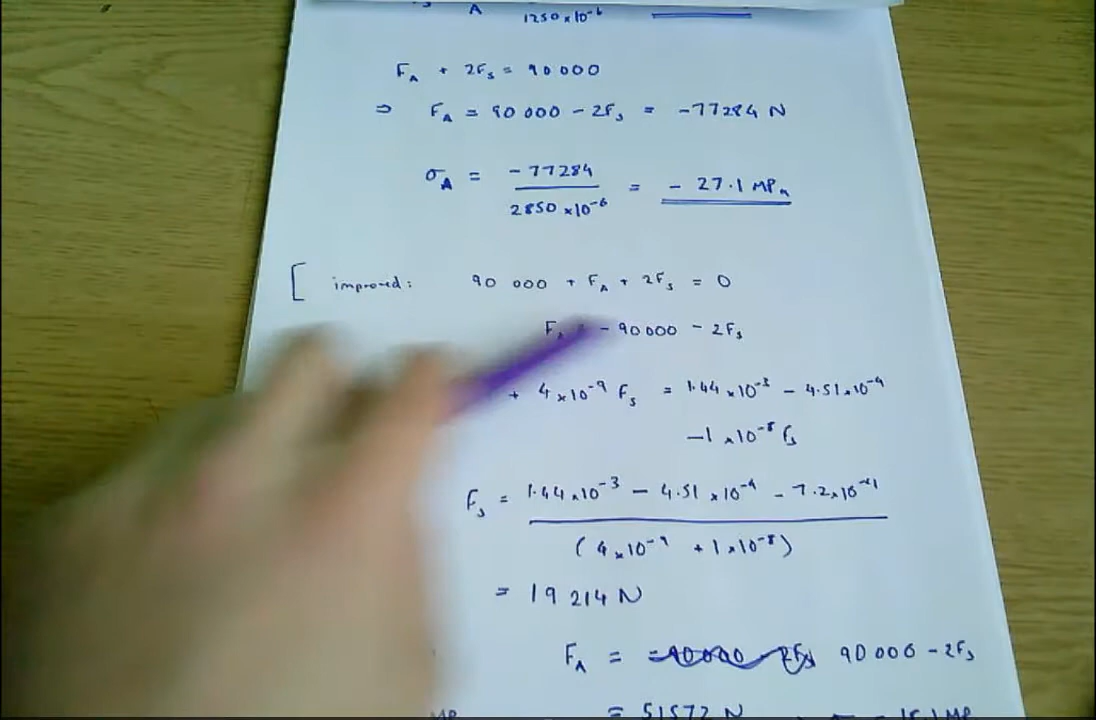 A
1250 × 10⁻⁶
F_A + 2F_s = 90 000
⇒ F_A = 90 000 - 2F_s = -77284 N
σ_A = -77284 / 2850 × 10⁻⁶ = - 27.1 MPa
[ improved: 90 000 + F_A + 2F_s = 0
- 90 000 - 2F_s
+ 4 × 10⁻⁹ F_s = 1.44 × 10⁻³ - 4.51 × 10⁻⁴
-1 × 10⁻⁸ F_s
F_s = 1.44 × 10⁻³ - 4.51 × 10⁻⁴ - 7.2 × 10⁻⁴ / (4 × 10⁻⁹ + 1 × 10⁻⁸)
= 19 214 N
F_A = 90 000 - 2F_s
= 51572 N